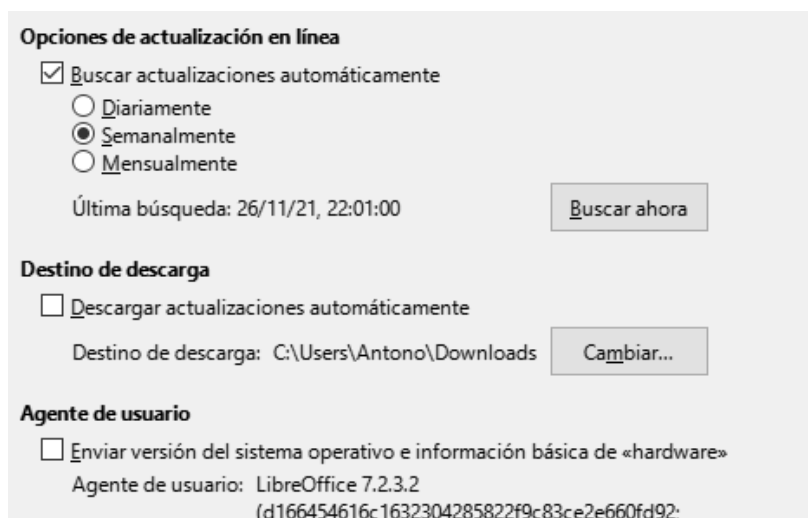 Opciones de actualización en línea
Buscar actualizaciones automáticamente
Diariamente
Semanalmente
Mensualmente
Última búsqueda: 26/11/21, 22:01:00 Buscar ahora
Destino de descarga
Descargar actualizaciones automáticamente
Destino de descarga: C:\Users\Antono\Downloads Cambiar...
Agente de usuario
Enviar versión del sistema operativo e información básica de «hardware»
Agente de usuario: LibreOffice 7.2.3.2
(d166454616c1632304285822f9c83ce2e660fd92;